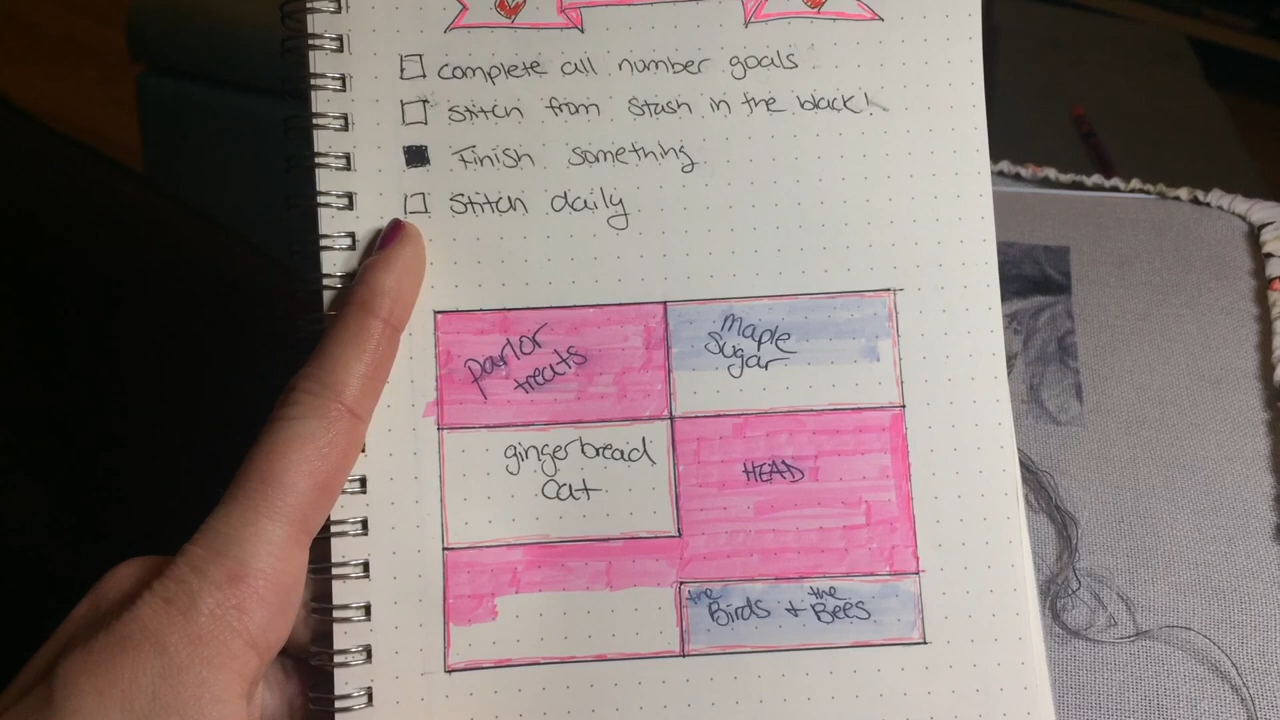 complete all number goals
Stitch from Stash in the black!
Finish something
Stitch daily
parlor
treats
maple
Sugar
gingerbread
Cat
HEAD
the Birds + the Bees